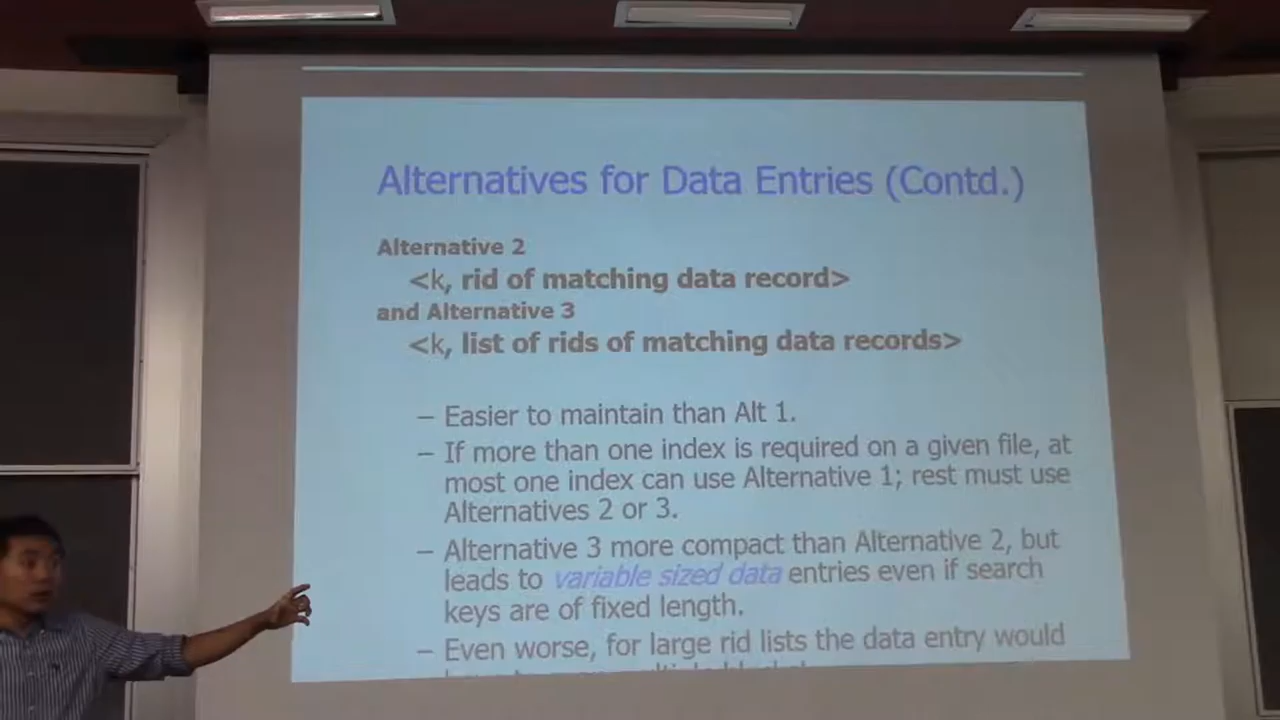 Alternatives for Data Entries (Contd.)
Alternative 2
<k, rid of matching data record>
and Alternative 3
<k, list of rids of matching data records>
– Easier to maintain than Alt 1.
– If more than one index is required on a given file, at
most one index can use Alternative 1; rest must use
Alternatives 2 or 3.
– Alternative 3 more compact than Alternative 2, but
leads to variable sized data entries even if search
keys are of fixed length.
– Even worse, for large rid lists the data entry would